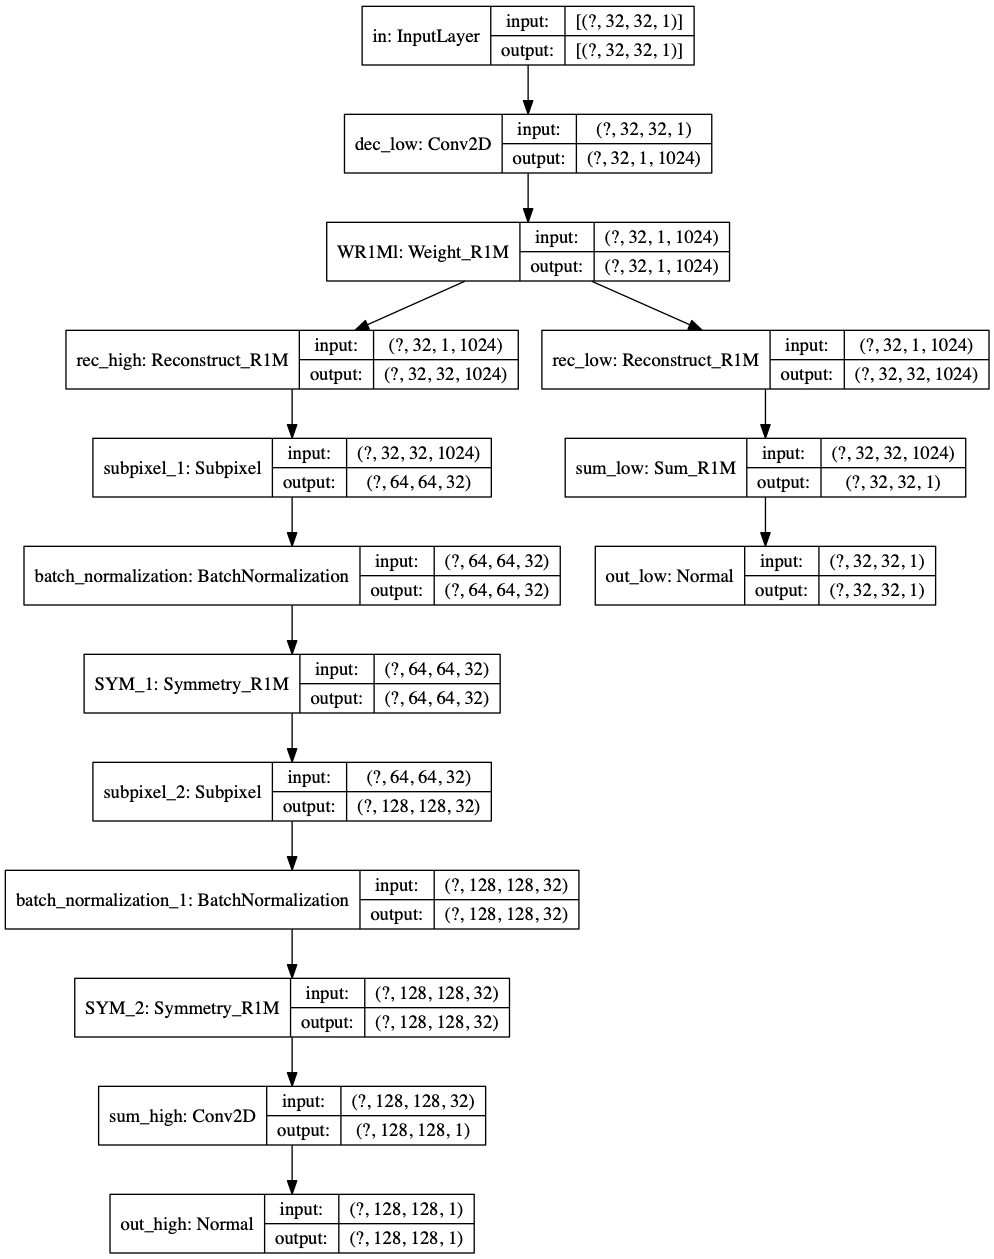 in: InputLayer
input: [(?, 32, 32, 1)]
output: [(?, 32, 32, 1)]
dec_low: Conv2D
input: (?, 32, 32, 1)
output: (?, 32, 1, 1024)
WR1Ml: Weight_R1M
input: (?, 32, 1, 1024)
output: (?, 32, 1, 1024)
rec_high: Reconstruct_R1M
input: (?, 32, 1, 1024)
output: (?, 32, 32, 1024)
rec_low: Reconstruct_R1M
input: (?, 32, 1, 1024)
output: (?, 32, 32, 1024)
subpixel_1: Subpixel
input: (?, 32, 32, 1024)
output: (?, 64, 64, 32)
sum_low: Sum_R1M
input: (?, 32, 32, 1024)
output: (?, 32, 32, 1)
batch_normalization: BatchNormalization
input: (?, 64, 64, 32)
output: (?, 64, 64, 32)
out_low: Normal
input: (?, 32, 32, 1)
output: (?, 32, 32, 1)
SYM_1: Symmetry_R1M
input: (?, 64, 64, 32)
output: (?, 64, 64, 32)
subpixel_2: Subpixel
input: (?, 64, 64, 32)
output: (?, 128, 128, 32)
batch_normalization_1: BatchNormalization
input: (?, 128, 128, 32)
output: (?, 128, 128, 32)
SYM_2: Symmetry_R1M
input: (?, 128, 128, 32)
output: (?, 128, 128, 32)
sum_high: Conv2D
input: (?, 128, 128, 32)
output: (?, 128, 128, 1)
out_high: Normal
input: (?, 128, 128, 1)
output: (?, 128, 128, 1)